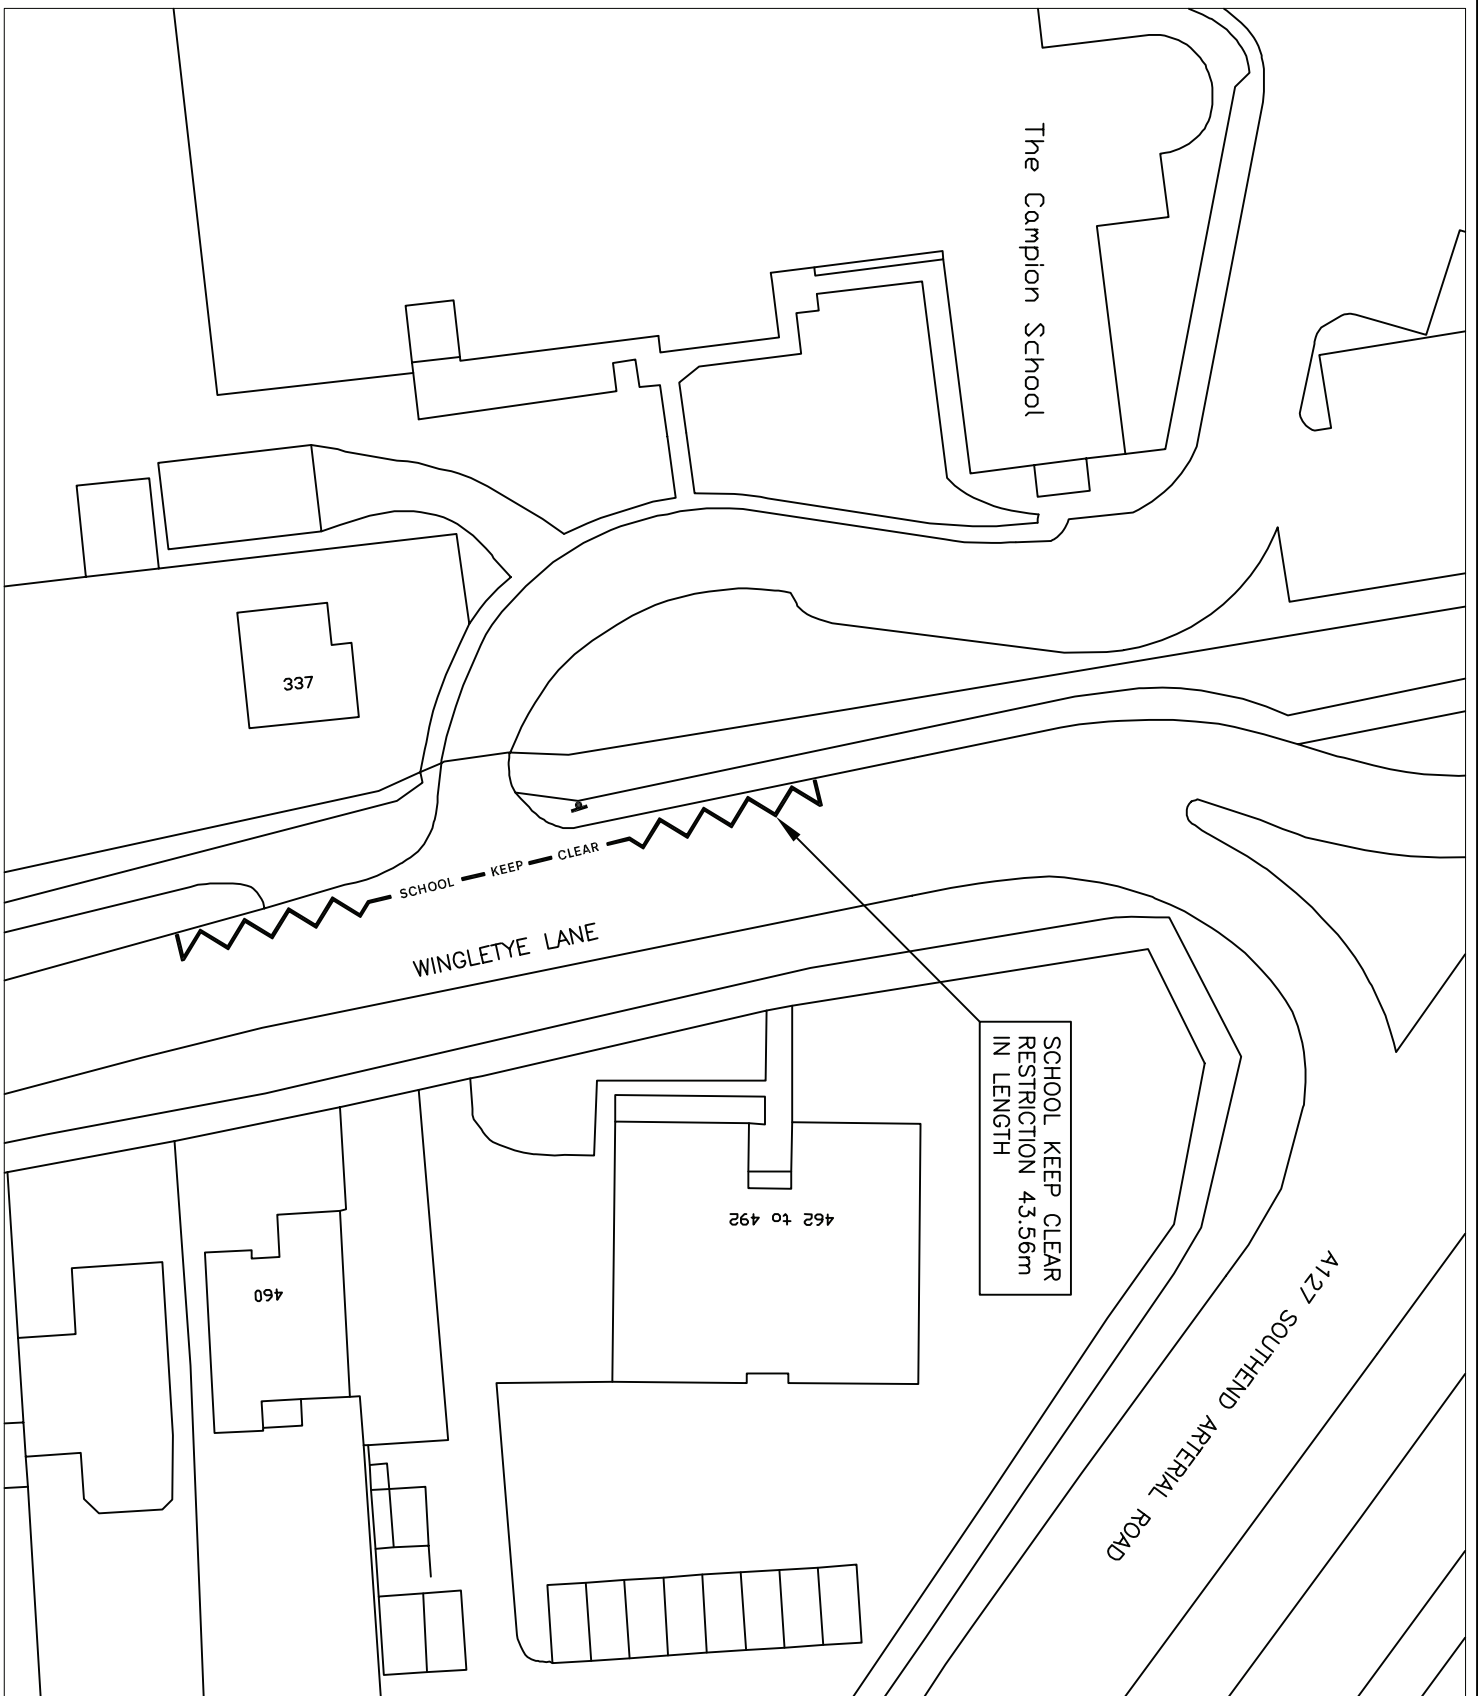 The Campion School
337
SCHOOL KEEP CLEAR
WINGLETYE LANE
SCHOOL KEEP CLEAR
RESTRICTION 43.56m
IN LENGTH
462 to 492
460
A127 SOUTHEND ARTERIAL ROAD